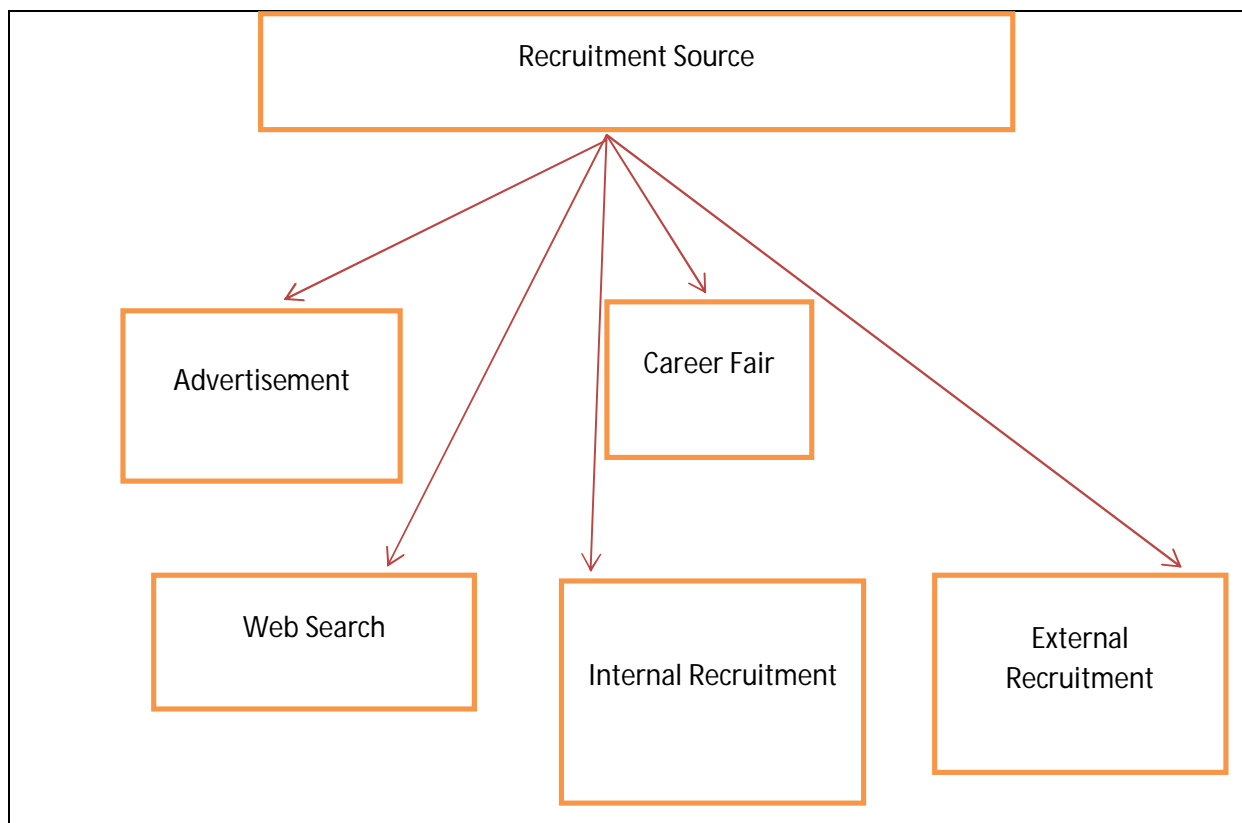 Recruitment Source
Advertisement
Career Fair
Web Search
Internal Recruitment
External
Recruitment